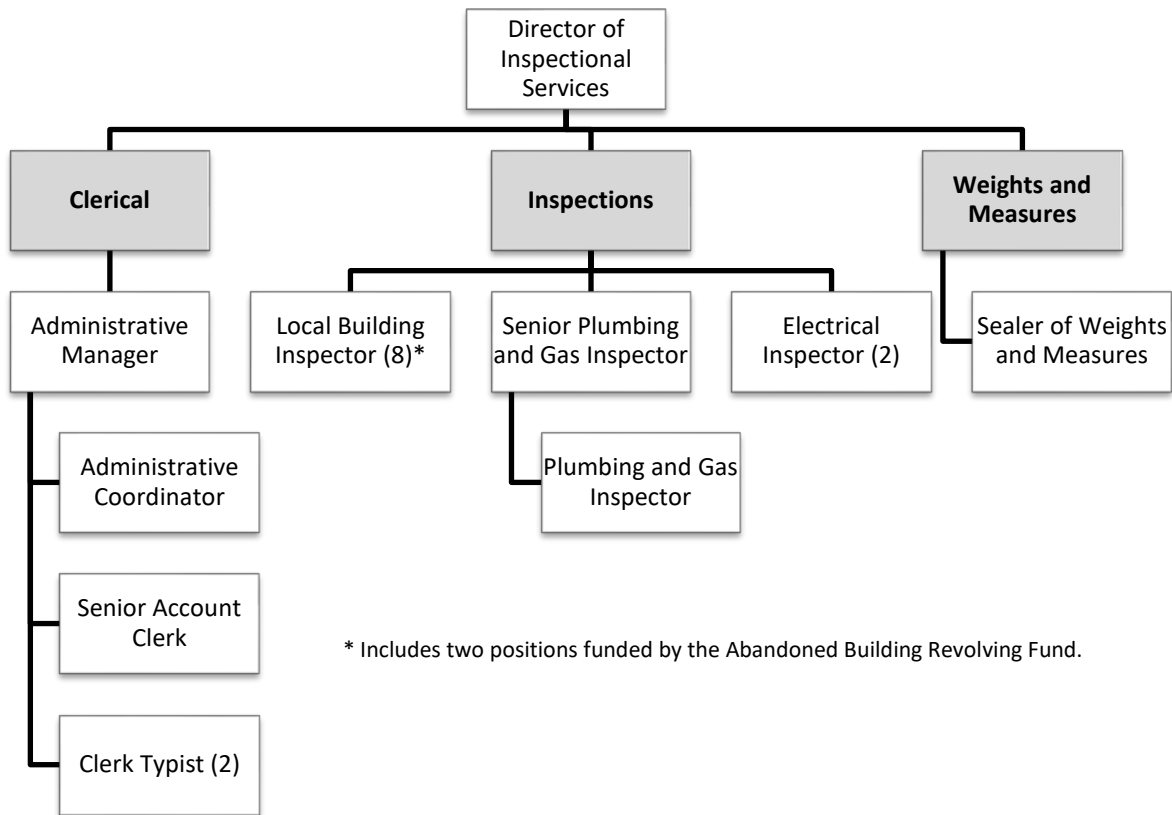 Director of
Inspectional
Services
Clerical
Inspections
Weights and
Measures
Administrative
Manager
Local Building
Inspector (8)*
Senior Plumbing
and Gas Inspector
Electrical
Inspector (2)
Sealer of Weights
and Measures
Administrative
Coordinator
Plumbing and Gas
Inspector
Senior Account
Clerk
* Includes two positions funded by the Abandoned Building Revolving Fund.
Clerk Typist (2)